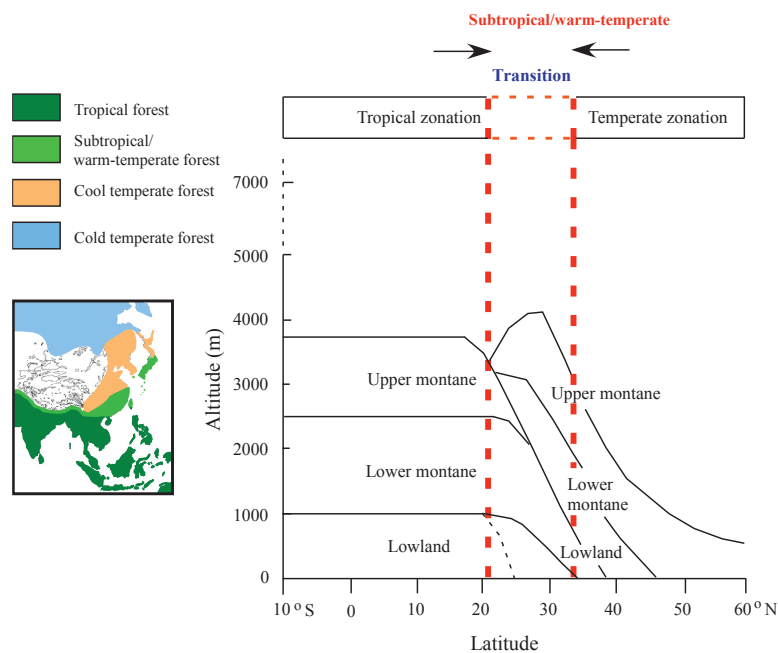 Subtropical/warm-temperate
Transition
Tropical zonation
Temperate zonation
Tropical forest
Subtropical/
warm-temperate forest
Cool temperate forest
Cold temperate forest
7000
5000
4000
3000
2000
1000
0
Altitude (m)
Upper montane
Lower montane
Lowland
Upper montane
Lower
montane
Lowland
10 º S
0
10
20
30
40
50
60 º N
Latitude